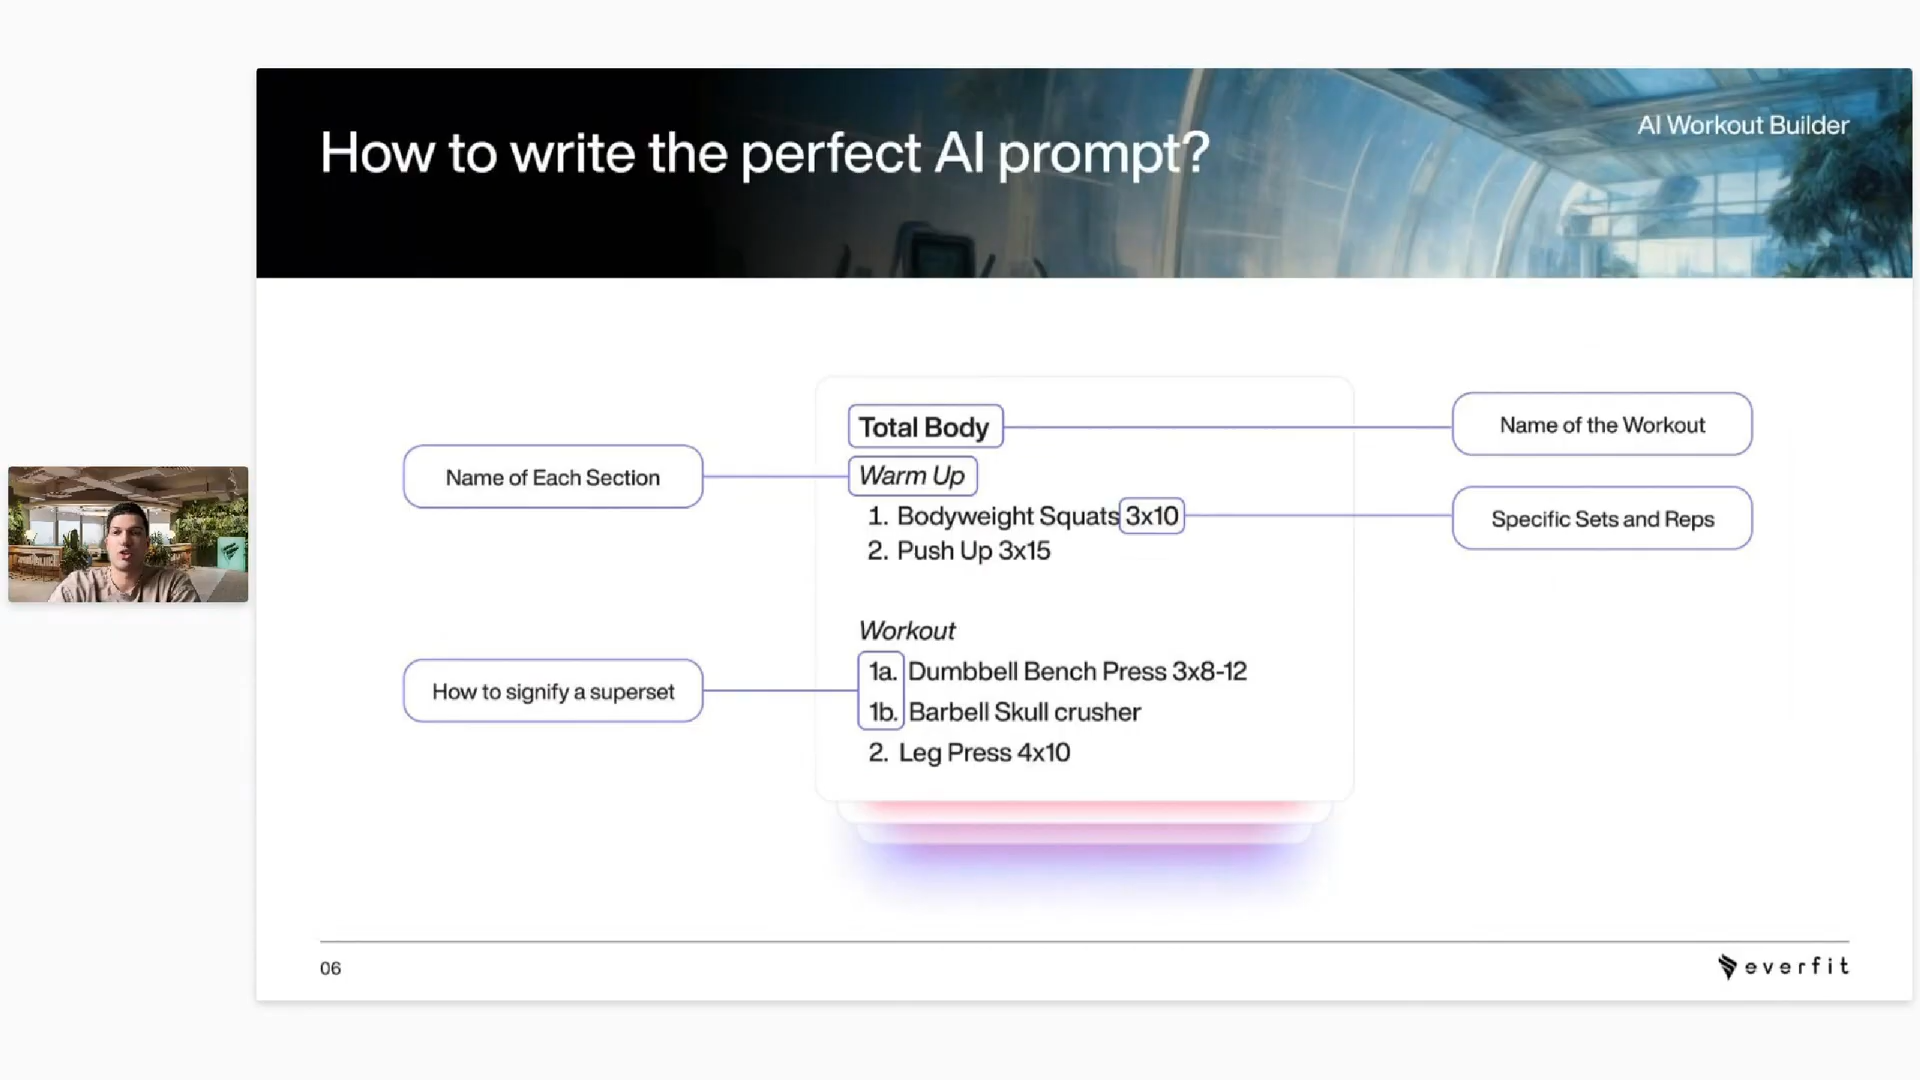 How to write the perfect AI prompt?
AI Workout Builder
Total Body
Name of the Workout
Name of Each Section
Warm Up
1. Bodyweight Squats 3x10
Specific Sets and Reps
2. Push Up 3x15
Workout
How to signify a superset
1a. Dumbbell Bench Press 3x8-12
1b. Barbell Skull crusher
2. Leg Press 4x10
06
everfit